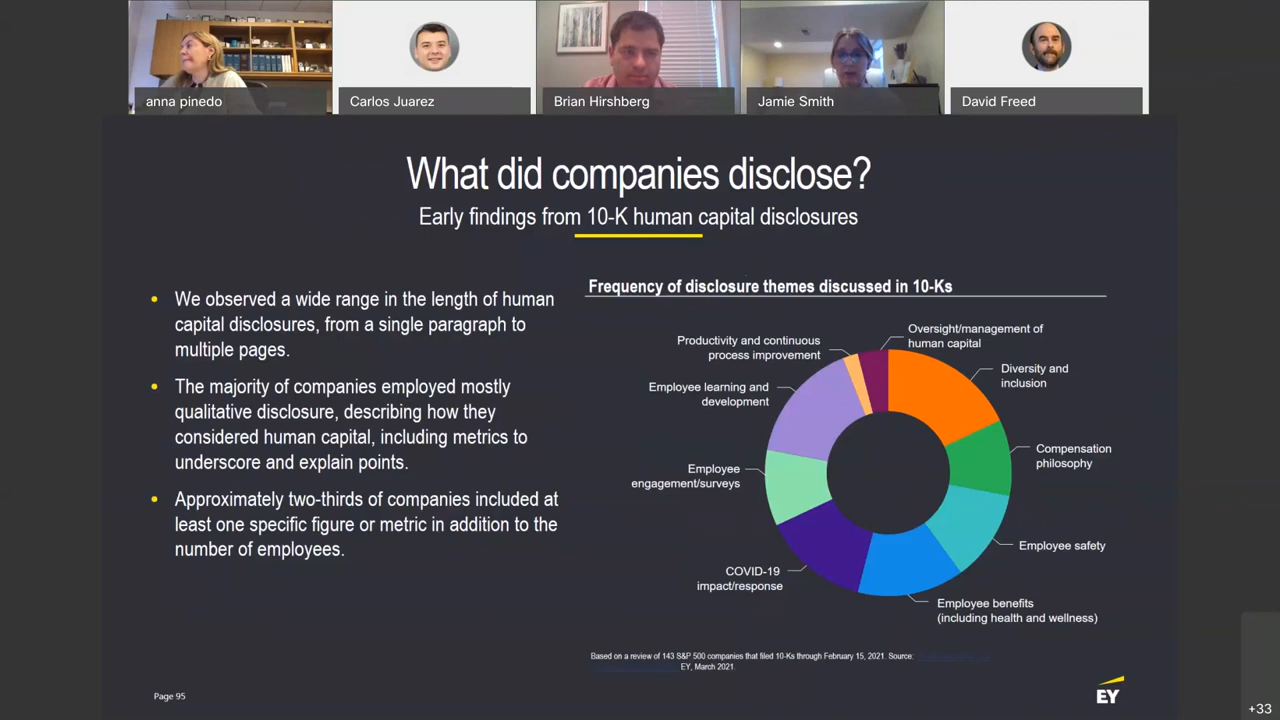 anna pinedo
Carlos Juarez
Brian Hirshberg
Jamie Smith
David Freed
What did companies disclose?
Early findings from 10-K human capital disclosures
• We observed a wide range in the length of human
capital disclosures, from a single paragraph to
multiple pages.
• The majority of companies employed mostly
qualitative disclosure, describing how they
considered human capital, including metrics to
underscore and explain points.
• Approximately two-thirds of companies included at
least one specific figure or metric in addition to the
number of employees.
Frequency of disclosure themes discussed in 10-Ks
Oversight/management of
human capital
Productivity and continuous
process improvement
Diversity and
inclusion
Employee learning and
development
Compensation
philosophy
Employee
engagement/surveys
Employee safety
COVID-19
impact/response
Employee benefits
(including health and wellness)
Based on a review of 143 S&P 500 companies that filed 10-Ks through February 15, 2021. Source:
EY, March 2021.
Page 95
EY
+33